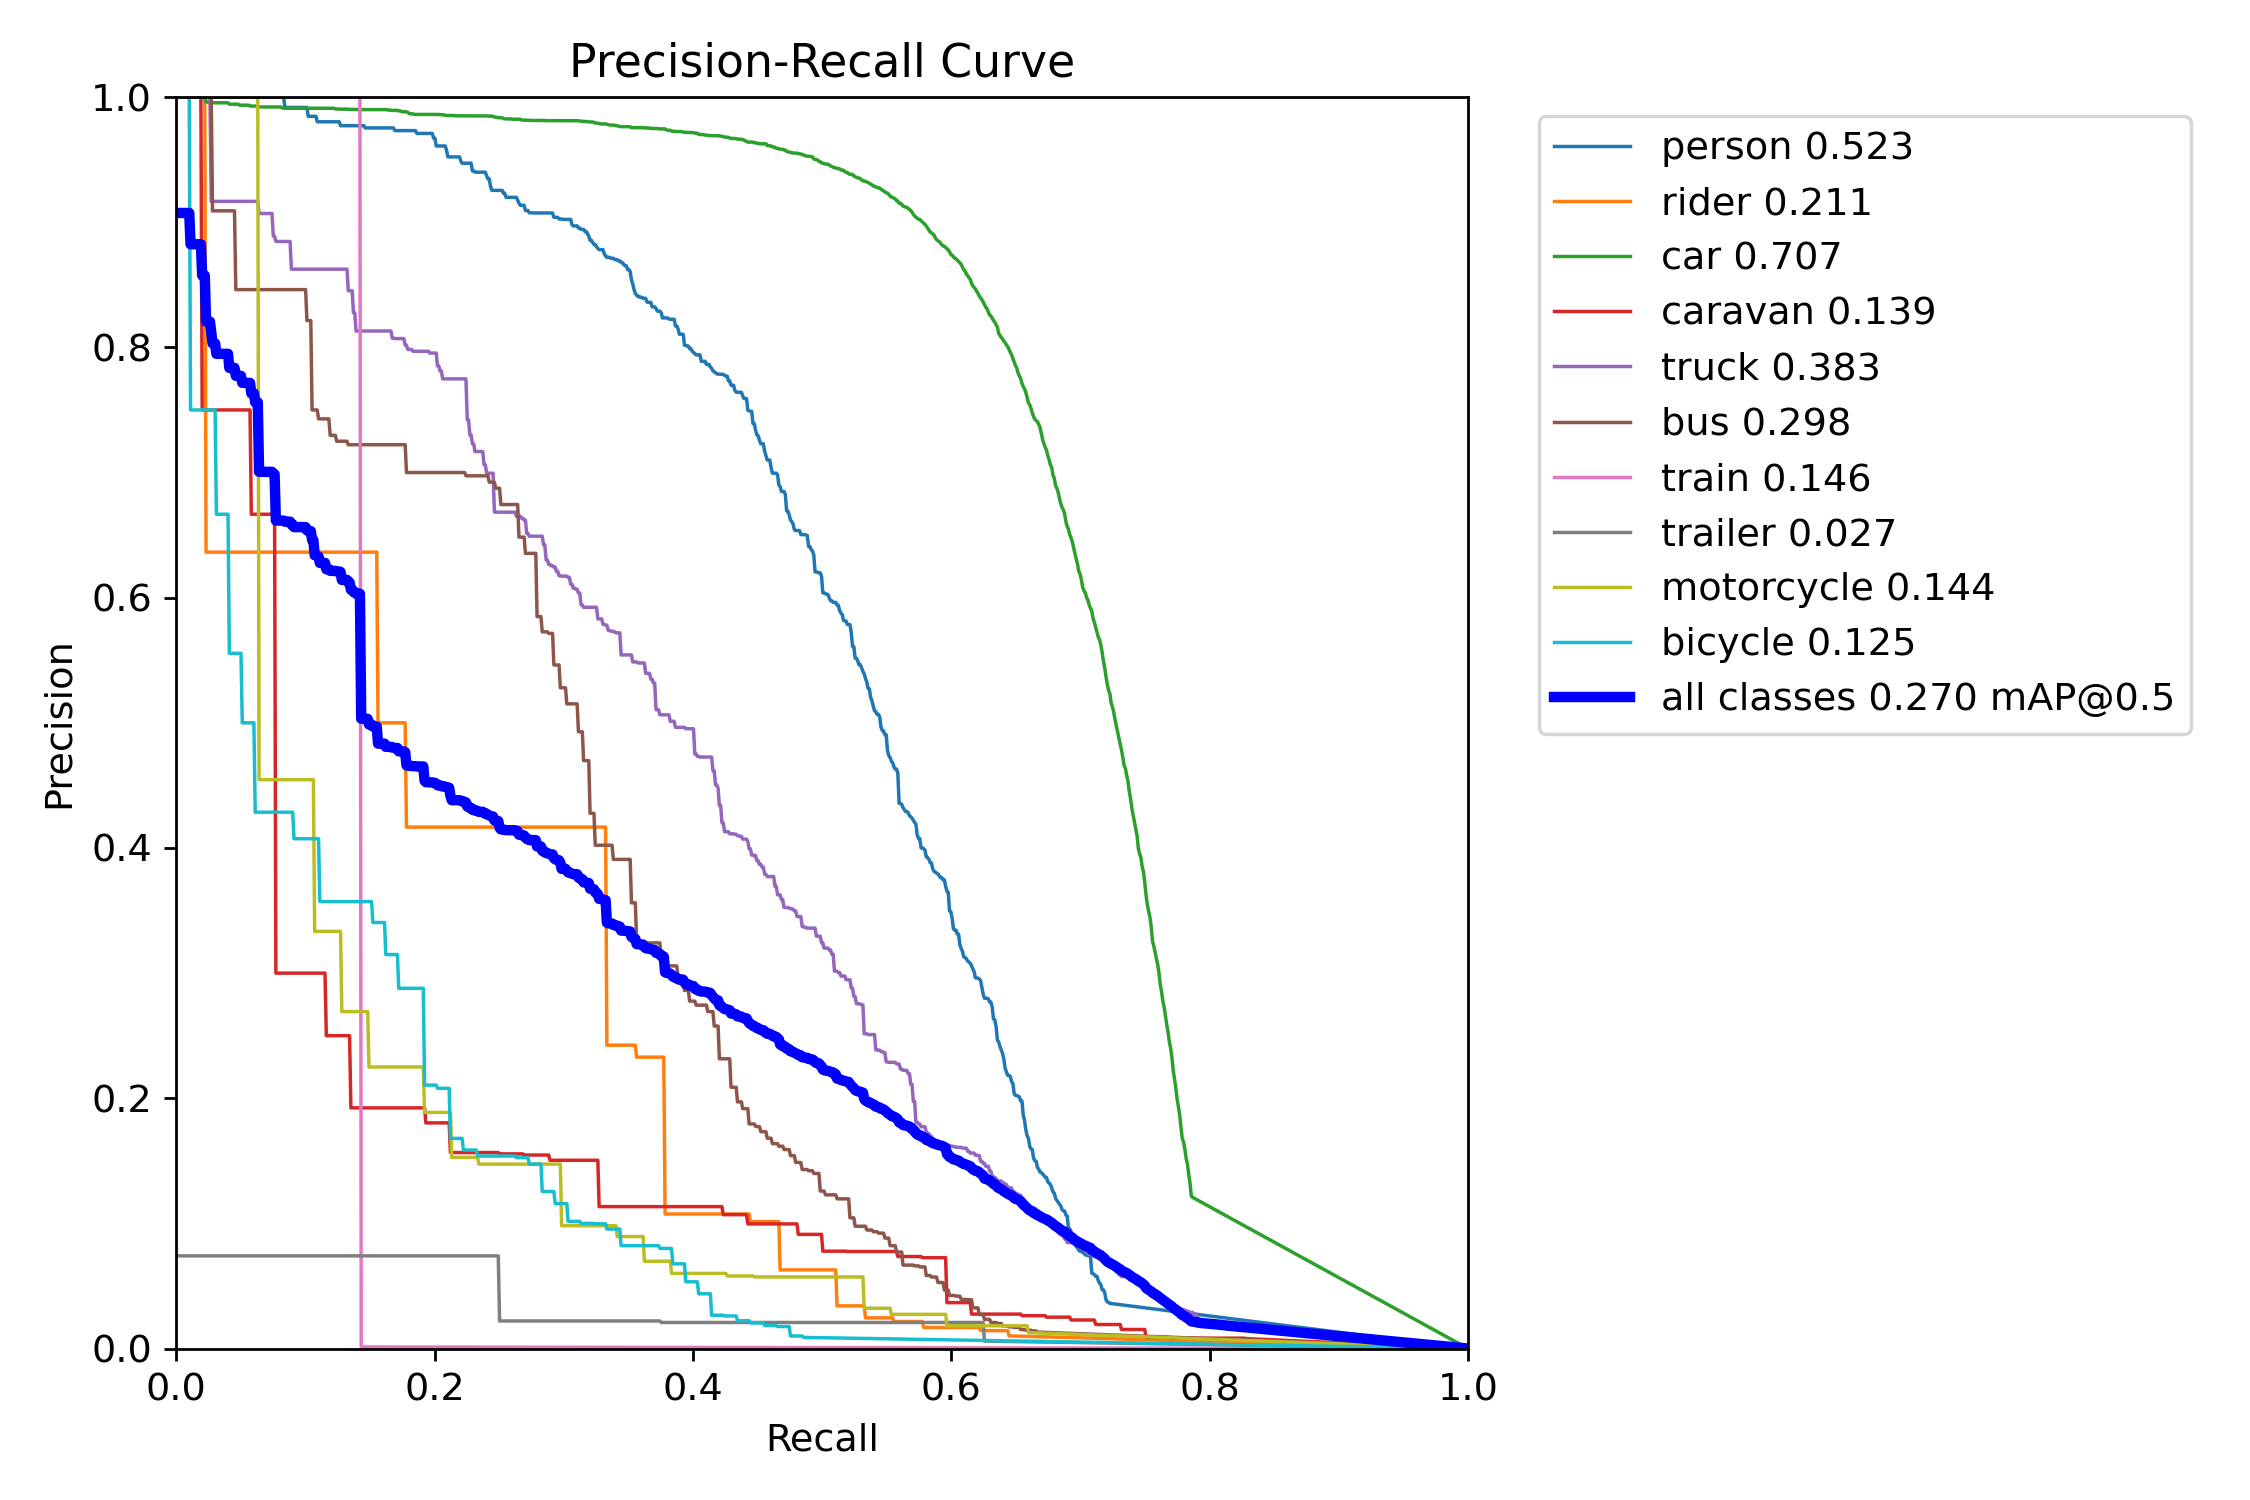 Precision-Recall Curve
1.0
0.8
0.6
0.4
0.2
0.0
Precision
0.0 0.2 0.4 0.6 0.8 1.0
Recall
person 0.523
rider 0.211
car 0.707
caravan 0.139
truck 0.383
bus 0.298
train 0.146
trailer 0.027
motorcycle 0.144
bicycle 0.125
all classes 0.270 mAP@0.5